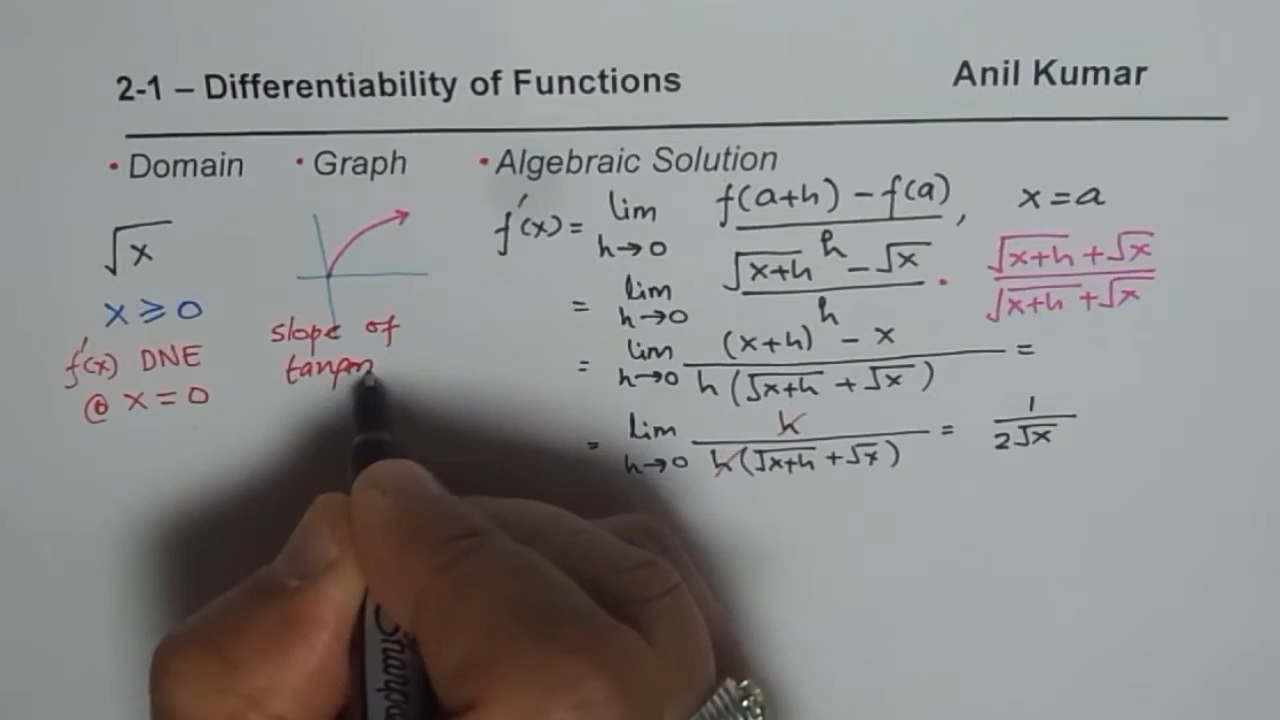 2-1 – Differentiability of Functions Anil Kumar
• Domain • Graph • Algebraic Solution
√x
x ≥ 0
f'(x) DNE
@ x = 0
slope of
f'(x) = lim h→0 (f(a+h) − f(a))/h, x = a
= lim h→0 (√(x+h) − √x)/h · (√(x+h) + √x)/(√(x+h) + √x)
= lim h→0 ((x+h) − x)/(h(√(x+h) + √x)) =
= lim h→0 h/(h(√(x+h) + √x)) = 1/(2√x)
Sharpie